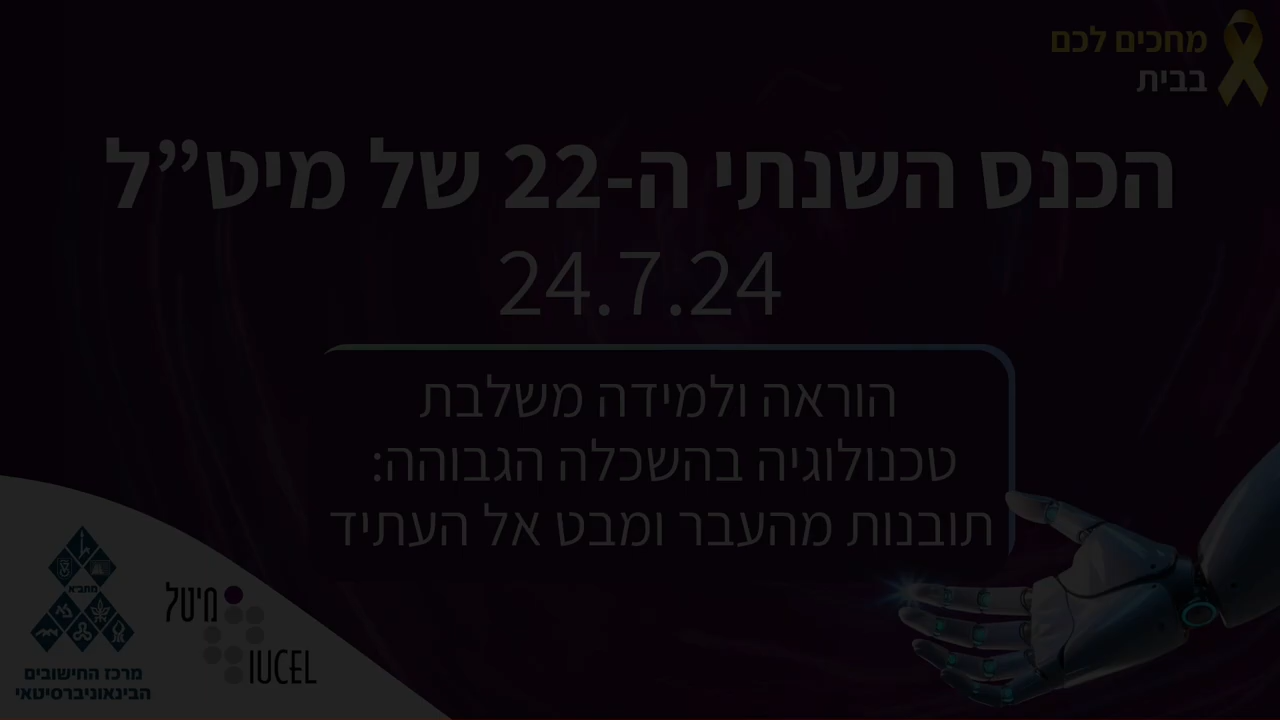 מחכים לכם
בבית
הכנס השנתי ה-22 של מיט”ל
24.7.24
הוראה ולמידה משלבת
טכנולוגיה בהשכלה הגבוהה:
תובנות מהעבר ומבט אל העתיד
מחב״א
מיטל
IUCEL
מרכז החישובים
הבינאוניברסיטאי